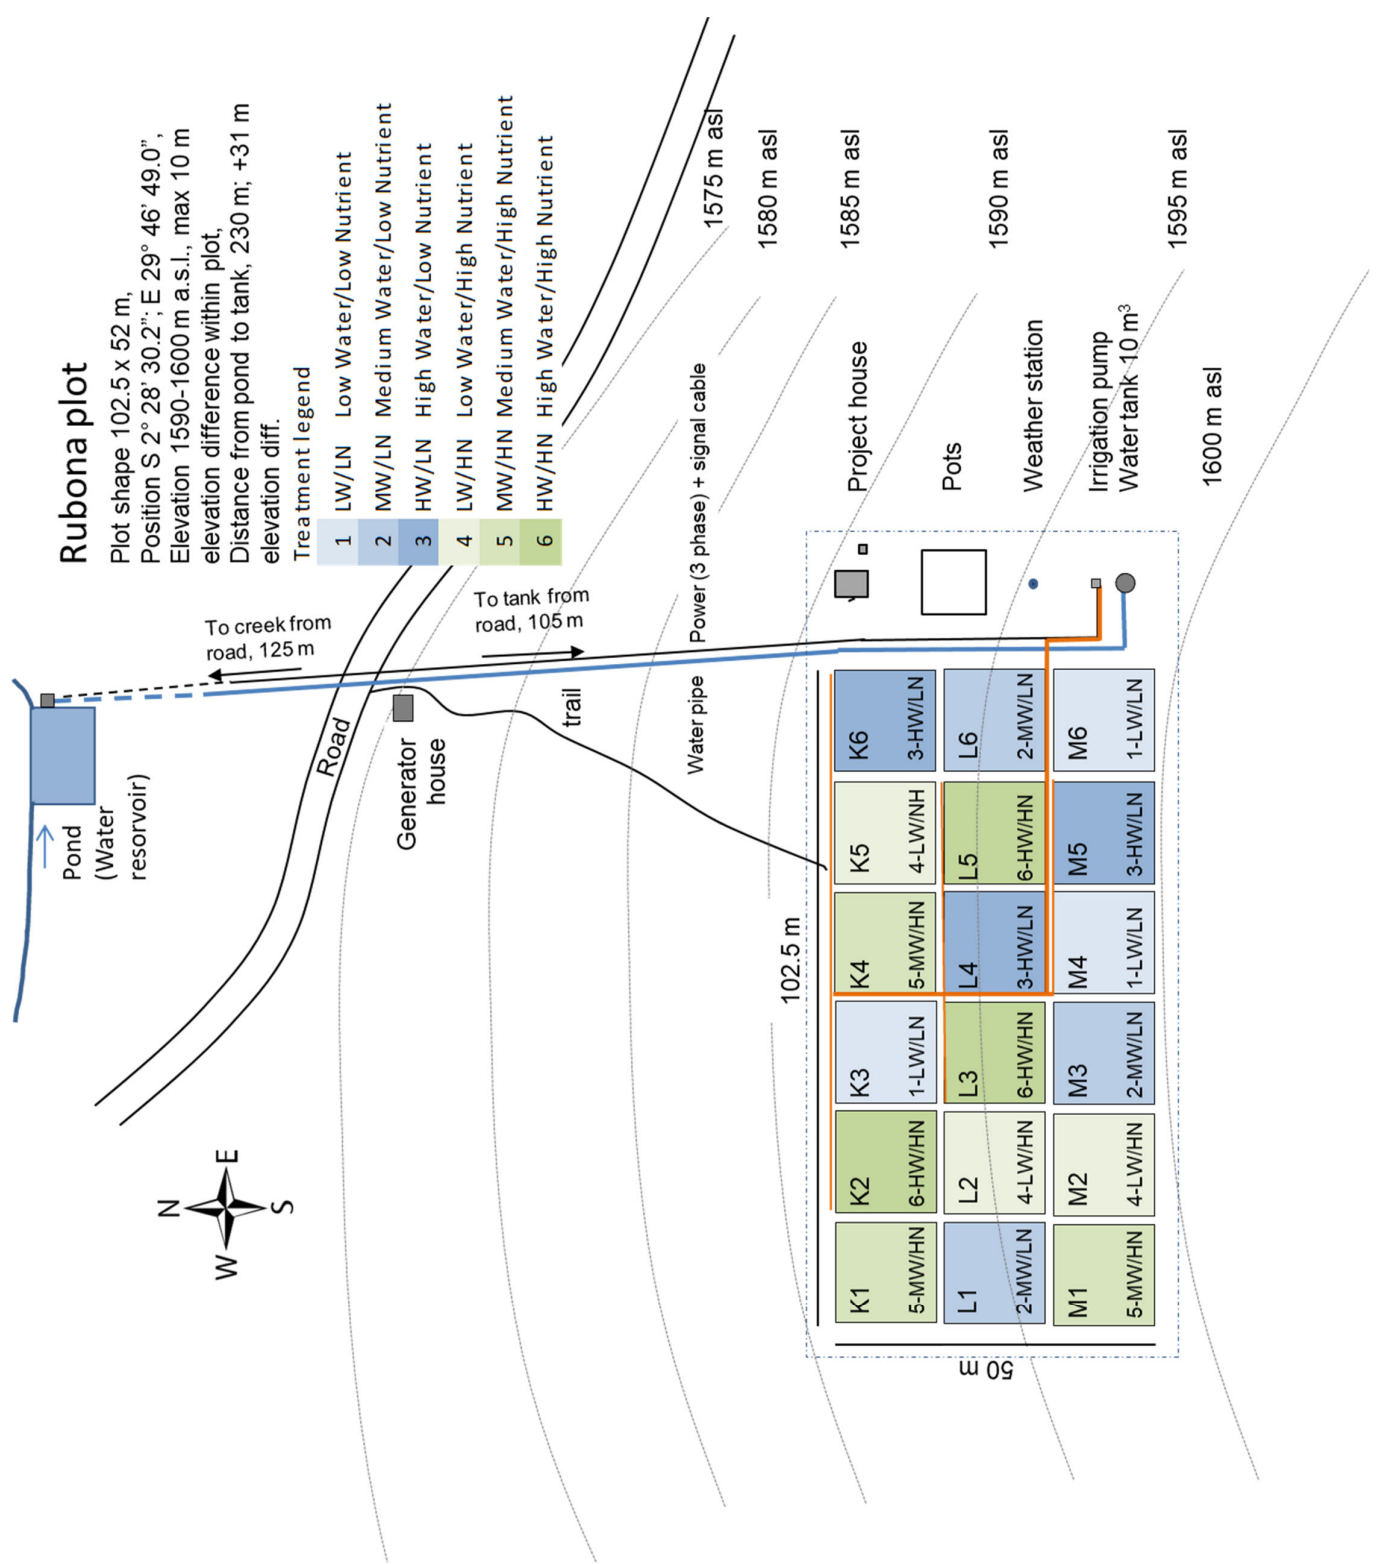 Rubona plot
Plot shape 102.5 x 52 m,
Position S 2° 28’ 30.2”; E 29° 46’ 49.0”,
Elevation 1590-1600 m a.s.l., max 10 m
elevation difference within plot,
Distance from pond to tank, 230 m; +31 m
elevation diff.
Treatment legend
1 LW/LN Low Water/Low Nutrient
2 MW/LN Medium Water/Low Nutrient
3 HW/LN High Water/Low Nutrient
4 LW/HN Low Water/High Nutrient
5 MW/HN Medium Water/High Nutrient
6 HW/HN High Water/High Nutrient
Pond
(Water
resorvoir)
To creek from
road, 125 m
To tank from
road, 105 m
Road
Generator
house
trail
Water pipe
Power (3 phase) + signal cable
N
W
E
S
1575 m asl
1580 m asl
1585 m asl
1590 m asl
1595 m asl
1600 m asl
Project house
Pots
Weather station
Irrigation pump
Water tank 10 m³
102.5 m
50 m
K1
5-MW/HN
K2
6-HW/HN
K3
1-LW/LN
K4
5-MW/HN
K5
4-LW/NH
K6
3-HW/LN
L1
2-MW/LN
L2
4-LW/HN
L3
6-HW/HN
L4
3-HW/LN
L5
6-HW/HN
L6
2-MW/LN
M1
5-MW/HN
M2
4-LW/HN
M3
2-MW/LN
M4
1-LW/LN
M5
3-HW/LN
M6
1-LW/LN